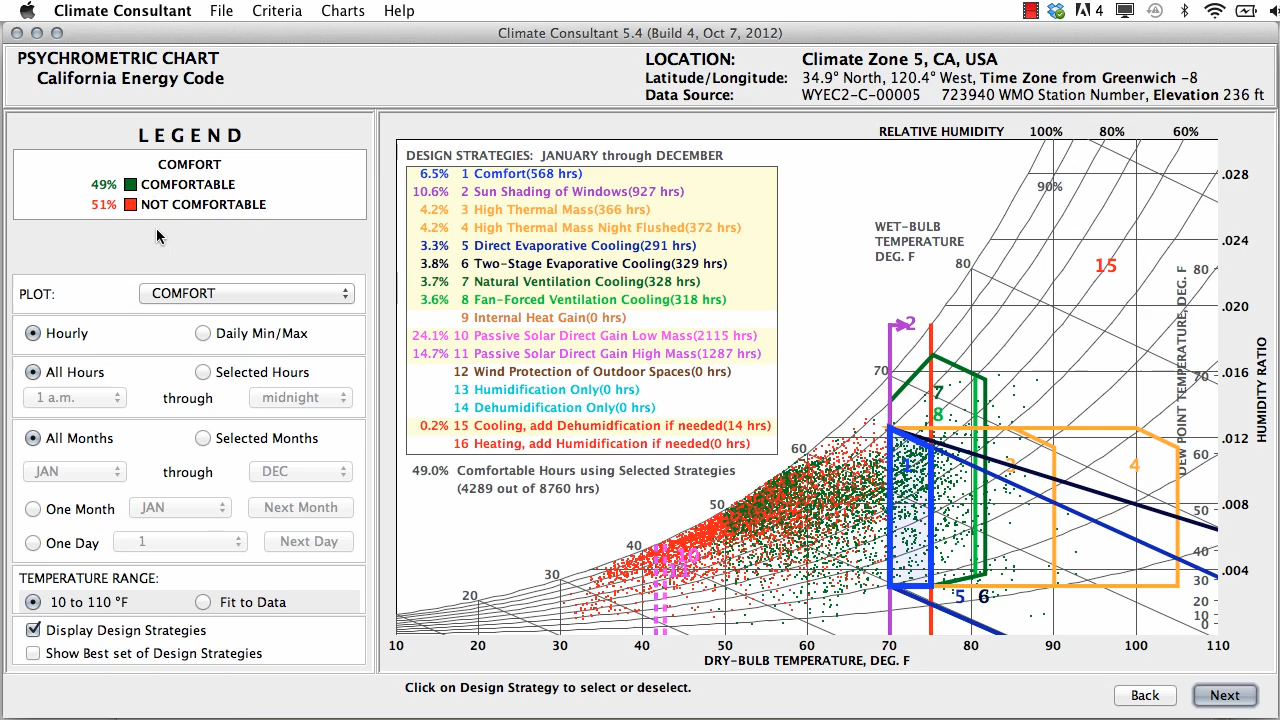 Climate Consultant File Criteria Charts Help 4
Climate Consultant 5.4 (Build 4, Oct 7, 2012)
PSYCHROMETRIC CHART
California Energy Code
LOCATION: Climate Zone 5, CA, USA
Latitude/Longitude: 34.9° North, 120.4° West, Time Zone from Greenwich -8
Data Source: WYEC2-C-00005 723940 WMO Station Number, Elevation 236 ft
LEGEND
COMFORT
49% COMFORTABLE
51% NOT COMFORTABLE
PLOT: COMFORT
Hourly Daily Min/Max
All Hours Selected Hours
1 a.m. through midnight
All Months Selected Months
JAN through DEC
One Month JAN Next Month
One Day 1 Next Day
TEMPERATURE RANGE:
10 to 110 °F Fit to Data
Display Design Strategies
Show Best set of Design Strategies
RELATIVE HUMIDITY 100% 80% 60%
DESIGN STRATEGIES: JANUARY through DECEMBER
6.5% 1 Comfort(568 hrs)
10.6% 2 Sun Shading of Windows(927 hrs)
4.2% 3 High Thermal Mass(366 hrs)
4.2% 4 High Thermal Mass Night Flushed(372 hrs)
3.3% 5 Direct Evaporative Cooling(291 hrs)
3.8% 6 Two-Stage Evaporative Cooling(329 hrs)
3.7% 7 Natural Ventilation Cooling(328 hrs)
3.6% 8 Fan-Forced Ventilation Cooling(318 hrs)
9 Internal Heat Gain(0 hrs)
24.1% 10 Passive Solar Direct Gain Low Mass(2115 hrs)
14.7% 11 Passive Solar Direct Gain High Mass(1287 hrs)
12 Wind Protection of Outdoor Spaces(0 hrs)
13 Humidification Only(0 hrs)
14 Dehumidification Only(0 hrs)
0.2% 15 Cooling, add Dehumidfication if needed(14 hrs)
16 Heating, add Humidification if needed(0 hrs)
49.0% Comfortable Hours using Selected Strategies
(4289 out of 8760 hrs)
90%
WET-BULB
TEMPERATURE
DEG. F
20
30
40
50
60
70
80
15
2
7
8
1
3
4
10
11
5
6
DEW POINT TEMPERATURE, DEG. F
80
70
60
50
40
30
20
10
0
.028
.024
.020
.016
.012
.008
.004
HUMIDITY RATIO
10 20 30 40 50 60 70 80 90 100 110
DRY-BULB TEMPERATURE, DEG. F
Click on Design Strategy to select or deselect.
Back Next